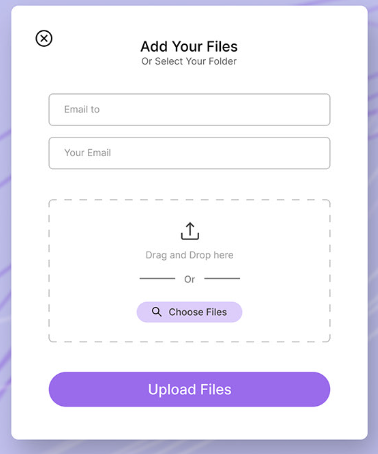 Add Your Files
Or Select Your Folder
Email to
Your Email
Drag and Drop here
Or
Choose Files
Upload Files